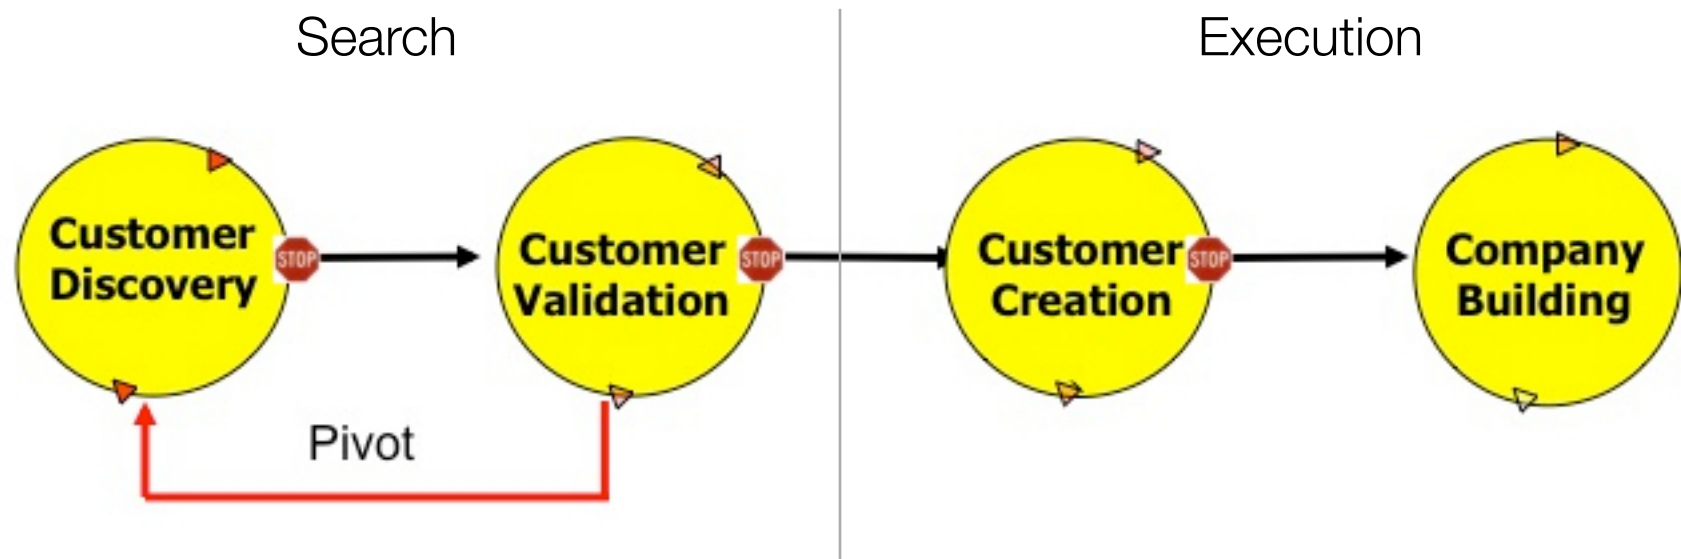 Search
Execution
Customer
Discovery
STOP
Customer
Validation
STOP
Customer
Creation
STOP
Company
Building
Pivot